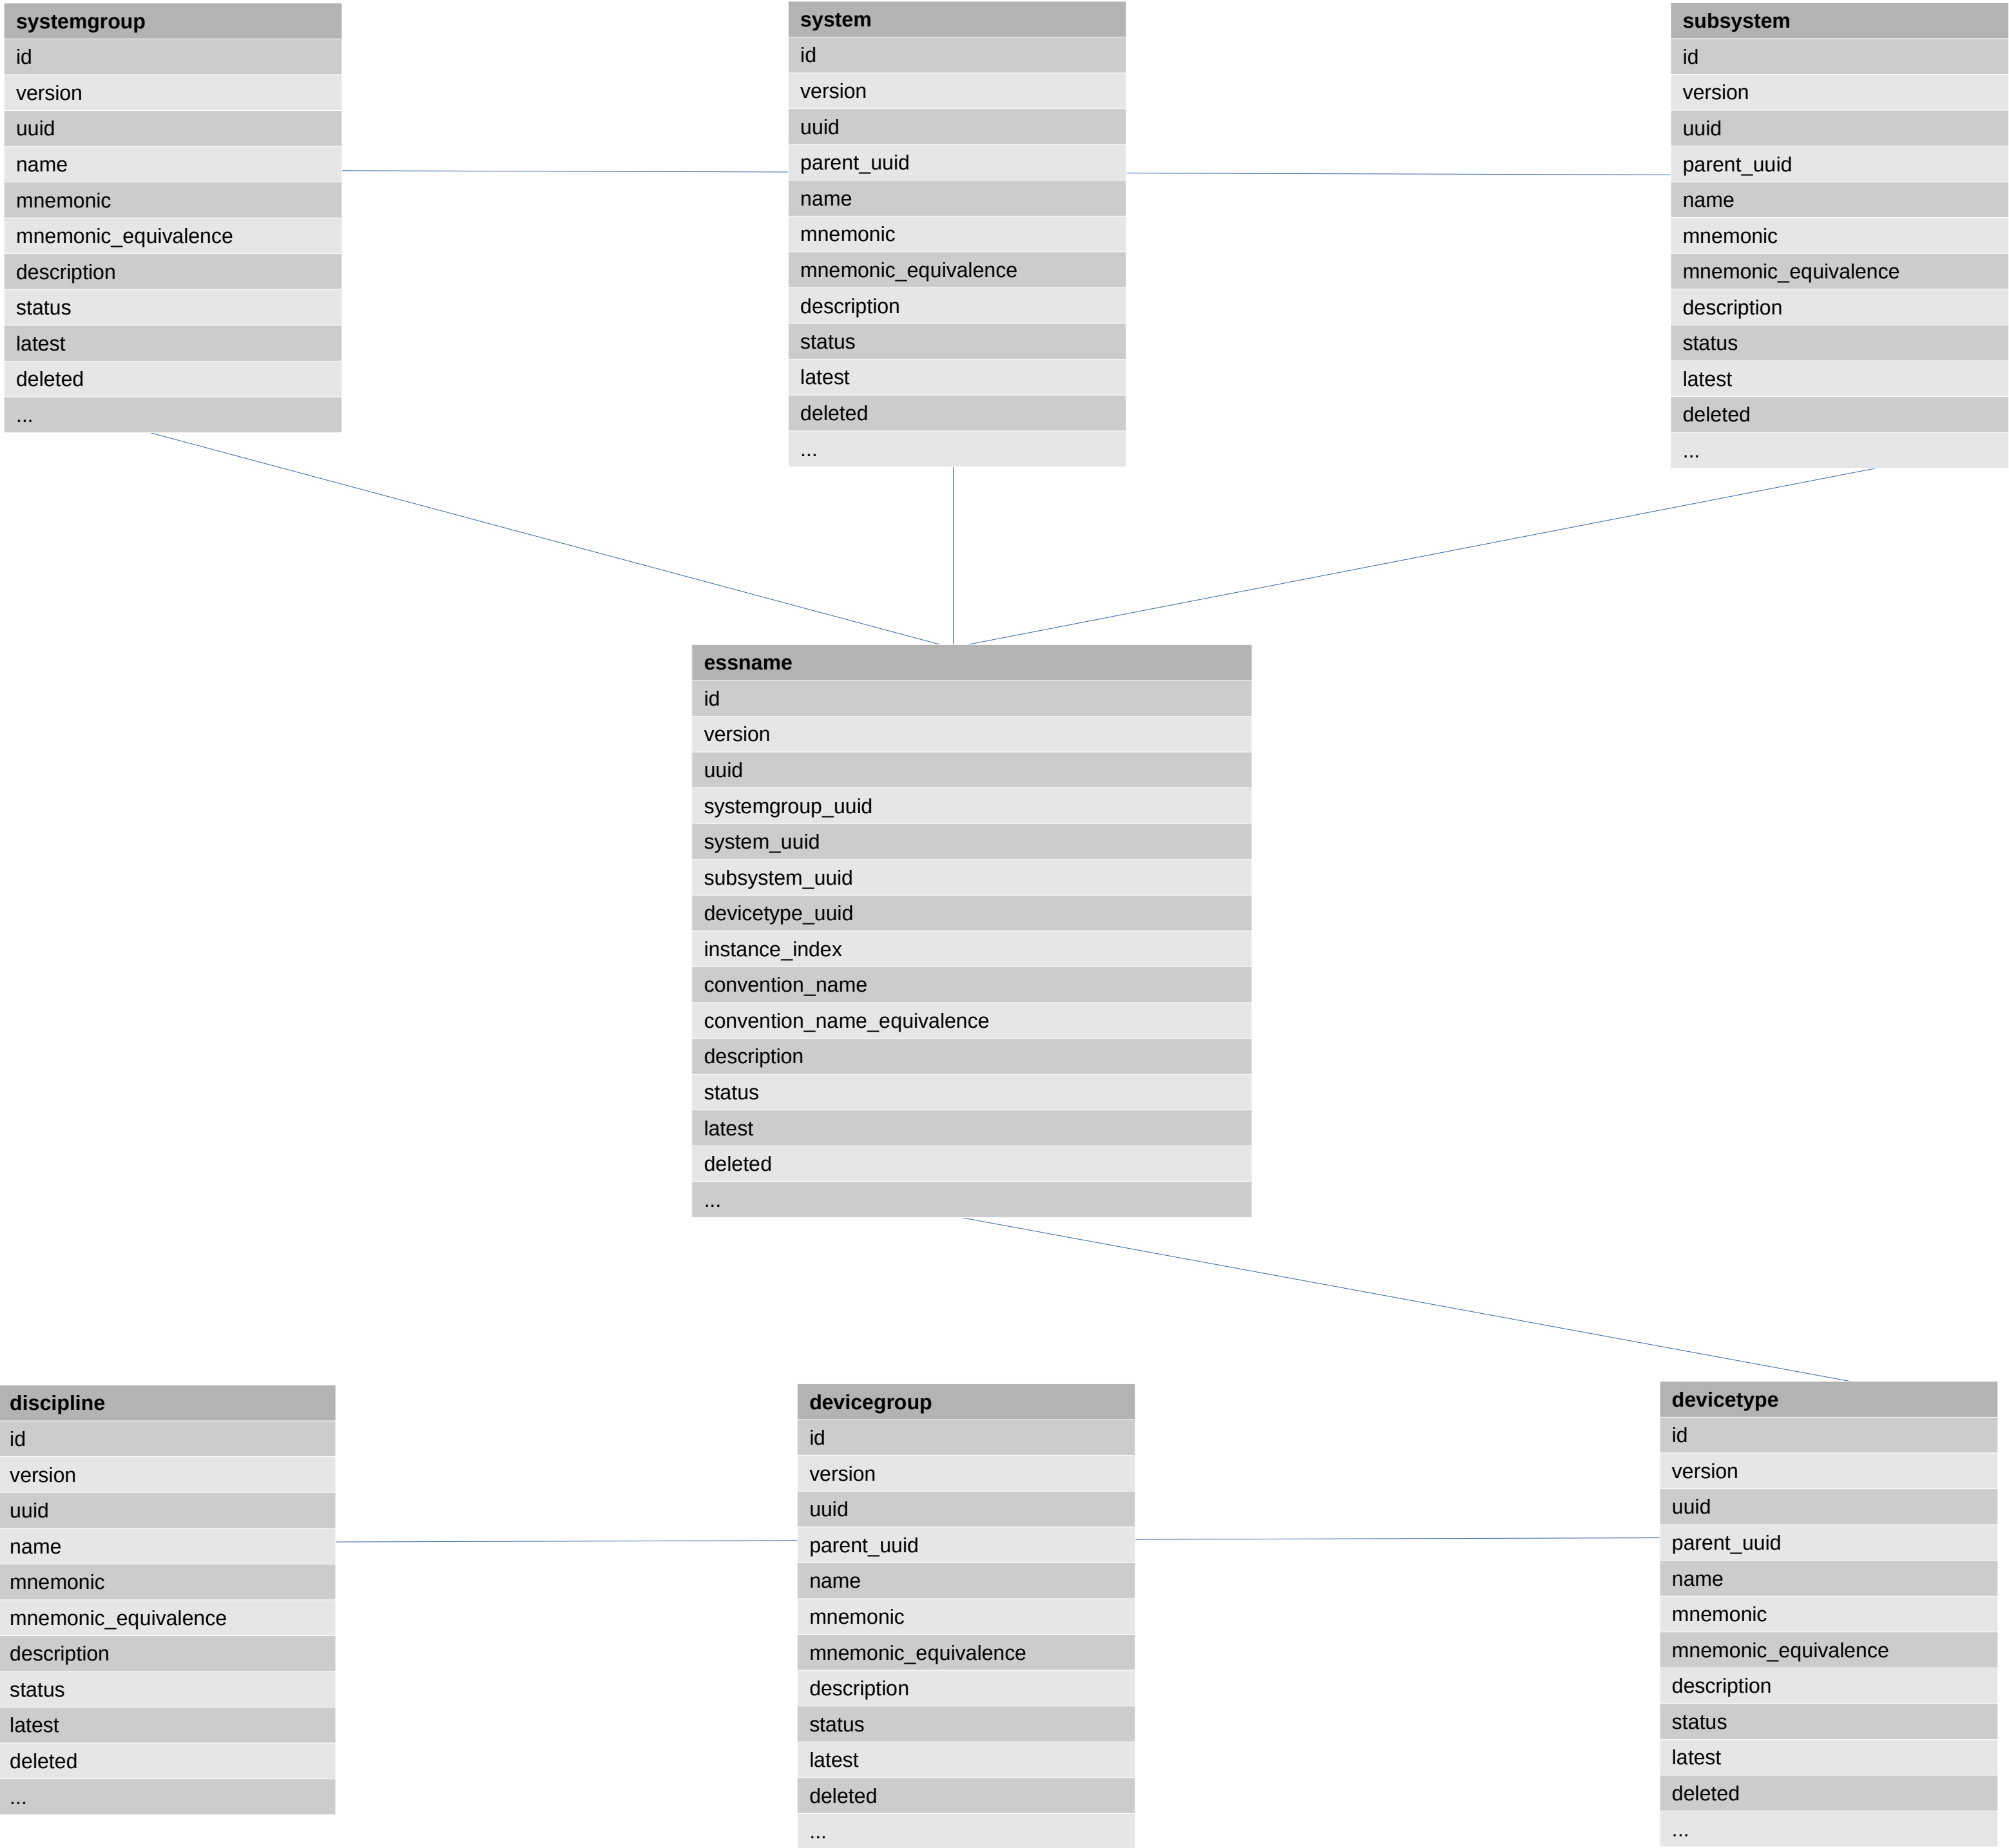 systemgroup
id
version
uuid
name
mnemonic
mnemonic_equivalence
description
status
latest
deleted
...
system
id
version
uuid
parent_uuid
name
mnemonic
mnemonic_equivalence
description
status
latest
deleted
...
subsystem
id
version
uuid
parent_uuid
name
mnemonic
mnemonic_equivalence
description
status
latest
deleted
...
essname
id
version
uuid
systemgroup_uuid
system_uuid
subsystem_uuid
devicetype_uuid
instance_index
convention_name
convention_name_equivalence
description
status
latest
deleted
...
discipline
id
version
uuid
name
mnemonic
mnemonic_equivalence
description
status
latest
deleted
...
devicegroup
id
version
uuid
parent_uuid
name
mnemonic
mnemonic_equivalence
description
status
latest
deleted
...
devicetype
id
version
uuid
parent_uuid
name
mnemonic
mnemonic_equivalence
description
status
latest
deleted
...